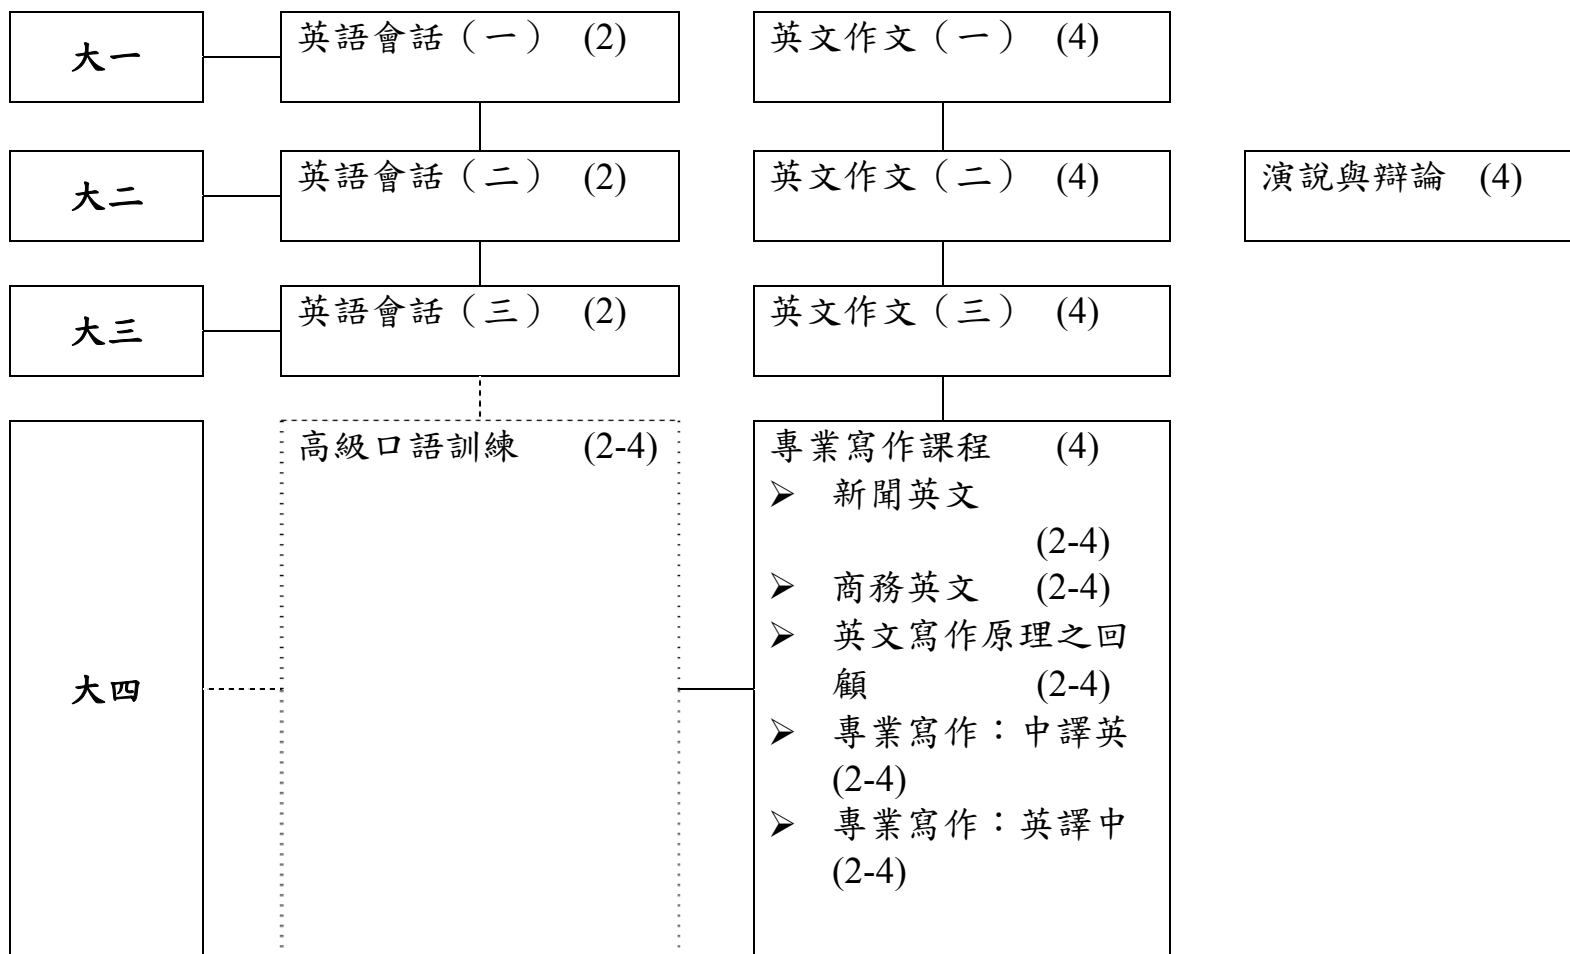 大一
英語會話（一） (2)
英文作文（一） (4)
大二
英語會話（二） (2)
英文作文（二） (4)
演說與辯論 (4)
大三
英語會話（三） (2)
英文作文（三） (4)
大四
高級口語訓練 (2-4)
專業寫作課程 (4)
➢ 新聞英文
(2-4)
➢ 商務英文 (2-4)
➢ 英文寫作原理之回
顧 (2-4)
➢ 專業寫作：中譯英
(2-4)
➢ 專業寫作：英譯中
(2-4)